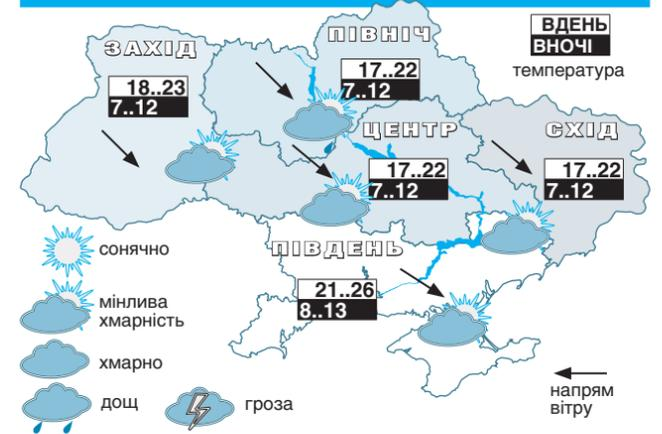 ПІВНІЧ
17..22
7..12
ВДЕНЬ
ВНОЧІ
температура
ЗАХІД
18..23
7..12
ЦЕНТР
17..22
7..12
СХІД
17..22
7..12
ПІВДЕНЬ
21..26
8..13
сонячно
мінлива
хмарність
хмарно
дощ
гроза
напрям
вітру